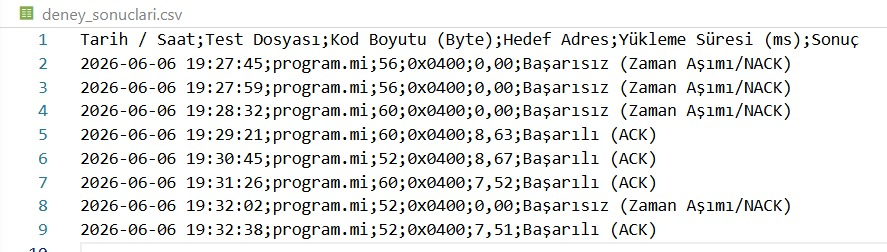 deney_sonuclari.csv
1 Tarih / Saat;Test Dosyası;Kod Boyutu (Byte);Hedef Adres;Yükleme Süresi (ms);Sonuç
2 2026-06-06 19:27:45;program.mi;56;0x0400;0,00;Başarısız (Zaman Aşımı/NACK)
3 2026-06-06 19:27:59;program.mi;56;0x0400;0,00;Başarısız (Zaman Aşımı/NACK)
4 2026-06-06 19:28:32;program.mi;60;0x0400;0,00;Başarısız (Zaman Aşımı/NACK)
5 2026-06-06 19:29:21;program.mi;60;0x0400;8,63;Başarılı (ACK)
6 2026-06-06 19:30:45;program.mi;52;0x0400;8,67;Başarılı (ACK)
7 2026-06-06 19:31:26;program.mi;60;0x0400;7,52;Başarılı (ACK)
8 2026-06-06 19:32:02;program.mi;52;0x0400;0,00;Başarısız (Zaman Aşımı/NACK)
9 2026-06-06 19:32:38;program.mi;52;0x0400;7,51;Başarılı (ACK)
10